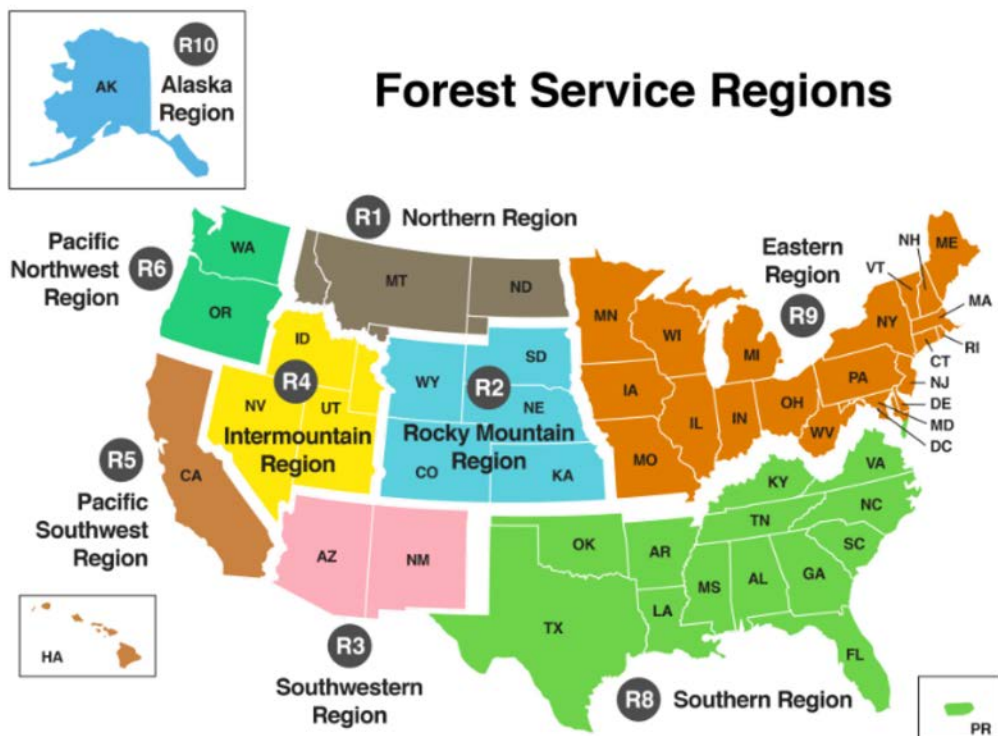 R10
AK
Alaska
Region
Forest Service Regions
R1 Northern Region
Pacific
Northwest
Region
R6
WA
OR
MT
ND
Eastern
Region
R9
NH
VT
ME
MA
RI
CT
NJ
DE
MD
DC
MN
WI
MI
NY
IA
PA
IL
IN
OH
WV
MO
ID
R4
NV
UT
Intermountain
Region
WY
SD
R2
NE
Rocky Mountain
Region
CO
KA
R5
Pacific
Southwest
Region
CA
AZ
NM
KY
VA
TN
NC
OK
AR
SC
MS
AL
GA
TX
LA
FL
HA
R3
Southwestern
Region
R8 Southern Region
PR